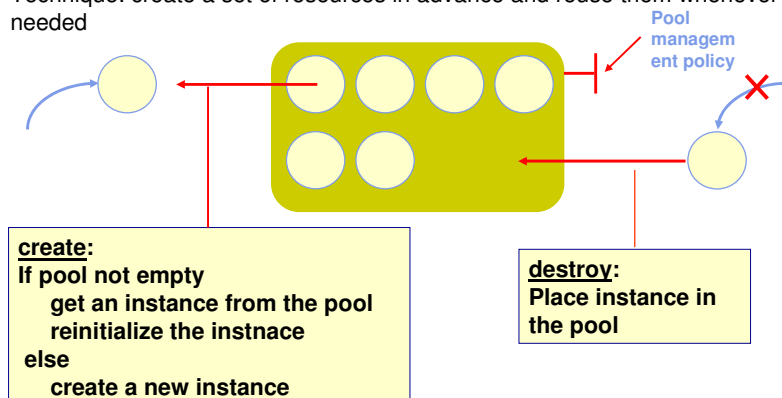 Technique: create a set of resources in advance and reuse them whenever
needed
Pool
managem
ent policy
create:
If pool not empty
get an instance from the pool
reinitialize the instnace
else
create a new instance
destroy:
Place instance in
the pool